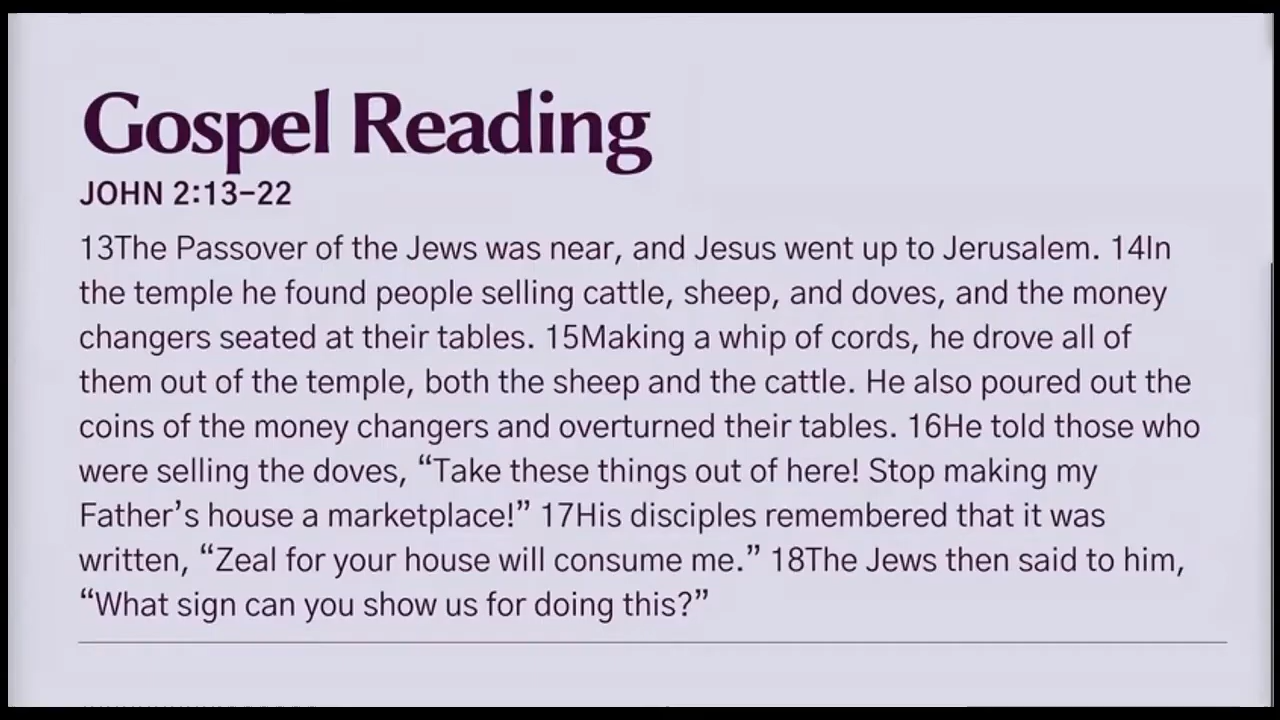 Gospel Reading
JOHN 2:13–22
13The Passover of the Jews was near, and Jesus went up to Jerusalem. 14In
the temple he found people selling cattle, sheep, and doves, and the money
changers seated at their tables. 15Making a whip of cords, he drove all of
them out of the temple, both the sheep and the cattle. He also poured out the
coins of the money changers and overturned their tables. 16He told those who
were selling the doves, “Take these things out of here! Stop making my
Father’s house a marketplace!” 17His disciples remembered that it was
written, “Zeal for your house will consume me.” 18The Jews then said to him,
“What sign can you show us for doing this?”